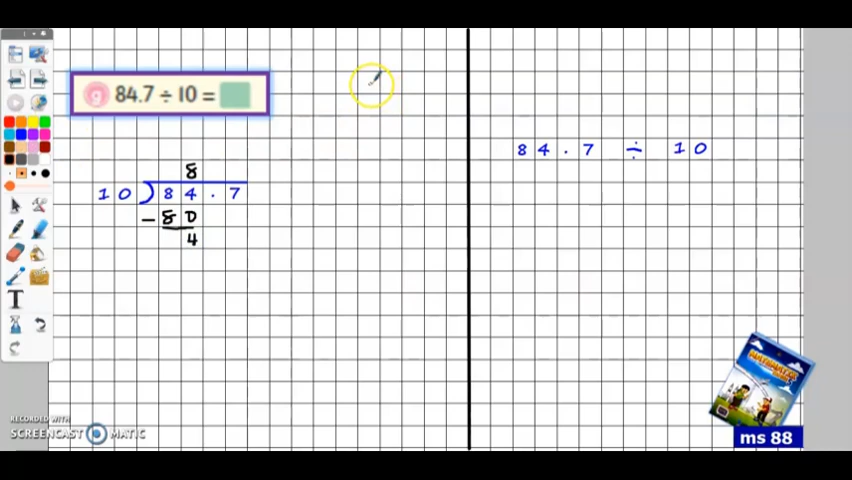 g 84.7 ÷ 10 =
8
10 ) 84.7
- 80
4
84.7 ÷ 10
T
RECORDED WITH
SCREENCAST MATIC
ms 88